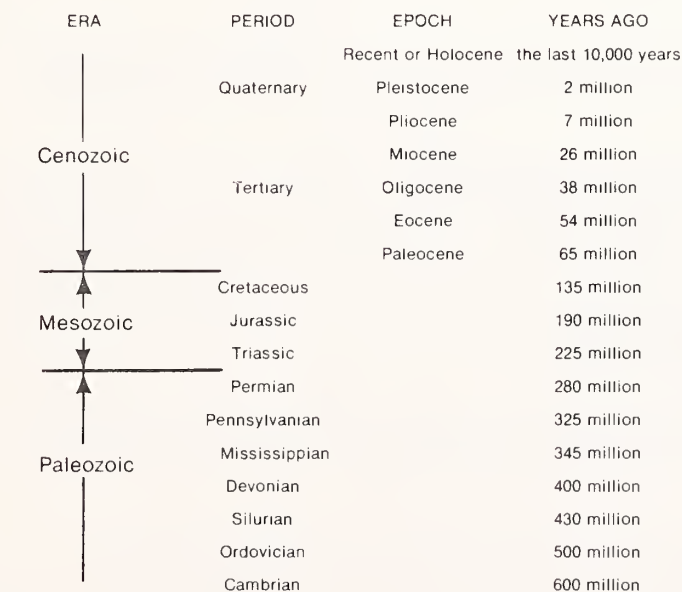 ERA PERIOD EPOCH YEARS AGO
Recent or Holocene the last 10,000 years
Quaternary Pleistocene 2 million
Pliocene 7 million
Cenozoic Miocene 26 million
Tertiary Oligocene 38 million
Eocene 54 million
Paleocene 65 million
Cretaceous 135 million
Mesozoic Jurassic 190 million
Triassic 225 million
Permian 280 million
Pennsylvanian 325 million
Paleozoic Mississippian 345 million
Devonian 400 million
Silurian 430 million
Ordovician 500 million
Cambrian 600 million